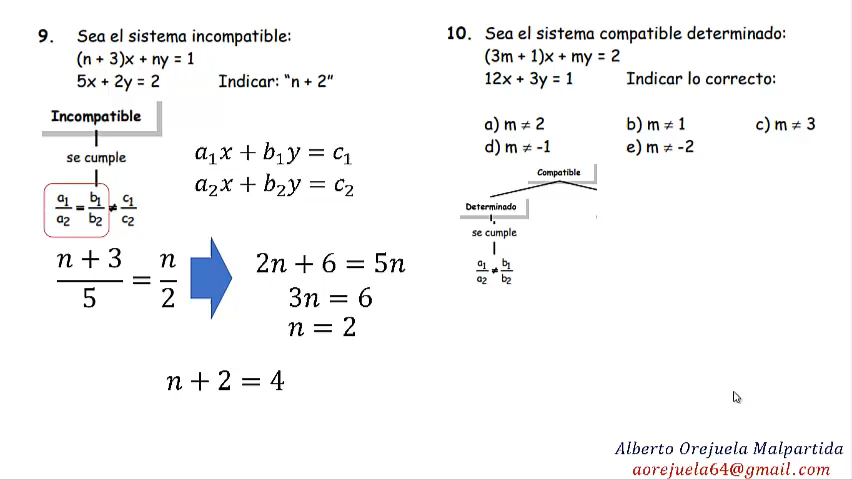 9. Sea el sistema incompatible:
(n + 3)x + ny = 1
5x + 2y = 2 Indicar: “n + 2”
Incompatible
se cumple
a₁/a₂ = b₁/b₂ ≠ c₁/c₂
a₁x + b₁y = c₁
a₂x + b₂y = c₂
(n + 3)/5 = n/2
2n + 6 = 5n
3n = 6
n = 2
n + 2 = 4
10. Sea el sistema compatible determinado:
(3m + 1)x + my = 2
12x + 3y = 1 Indicar lo correcto:
a) m ≠ 2 b) m ≠ 1 c) m ≠ 3
d) m ≠ -1 e) m ≠ -2
Compatible
Determinado
se cumple
a₁/a₂ ≠ b₁/b₂
Alberto Orejuela Malpartida
aorejuela64@gmail.com